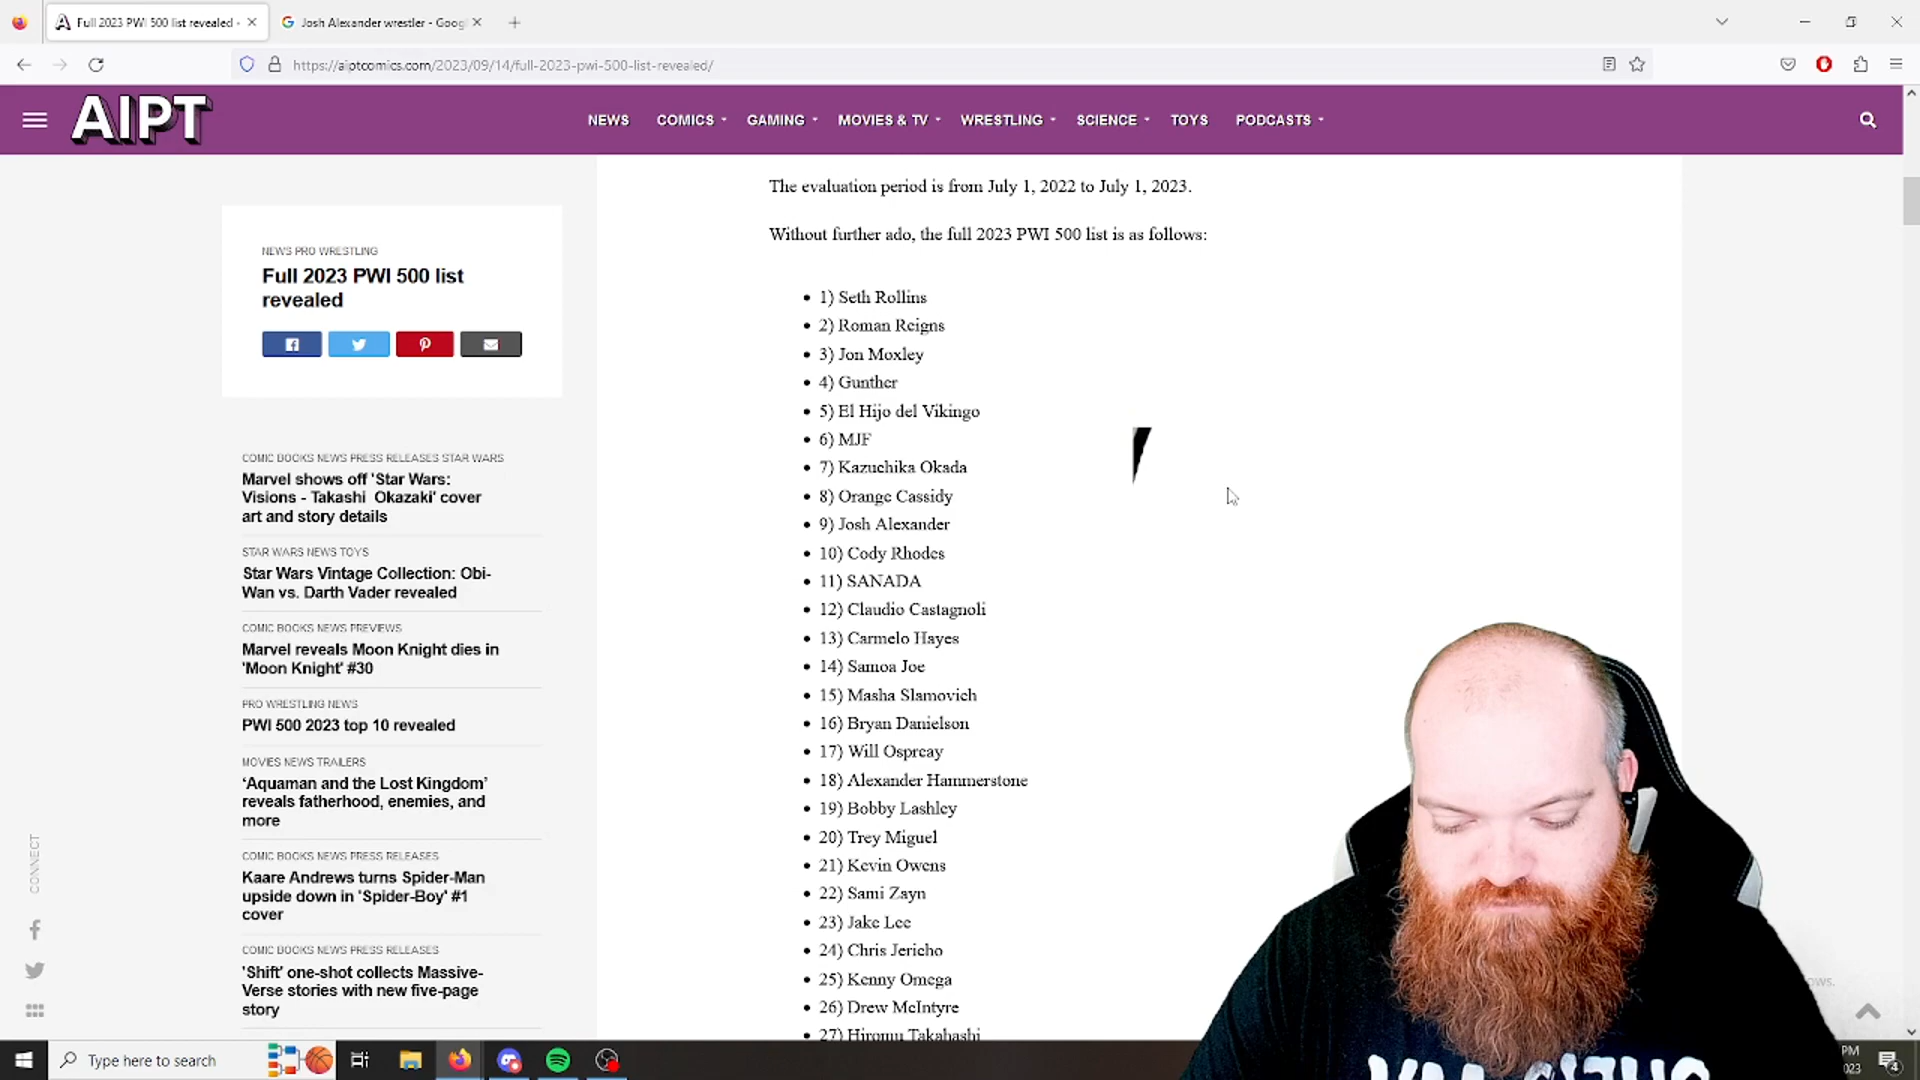 Full 2023 PWI 500 list revealed -
Josh Alexander wrestler - Goog
https://aiptcomics.com/2023/09/14/full-2023-pwi-500-list-revealed/
AIPT
NEWS COMICS GAMING MOVIES & TV WRESTLING SCIENCE TOYS PODCASTS
NEWS PRO WRESTLING
Full 2023 PWI 500 list
revealed
COMIC BOOKS NEWS PRESS RELEASES STAR WARS
Marvel shows off 'Star Wars:
Visions - Takashi Okazaki' cover
art and story details
STAR WARS NEWS TOYS
Star Wars Vintage Collection: Obi-
Wan vs. Darth Vader revealed
COMIC BOOKS NEWS PREVIEWS
Marvel reveals Moon Knight dies in
'Moon Knight' #30
PRO WRESTLING NEWS
PWI 500 2023 top 10 revealed
MOVIES NEWS TRAILERS
‘Aquaman and the Lost Kingdom’
reveals fatherhood, enemies, and
more
COMIC BOOKS NEWS PRESS RELEASES
Kaare Andrews turns Spider-Man
upside down in 'Spider-Boy' #1
cover
COMIC BOOKS NEWS PRESS RELEASES
'Shift' one-shot collects Massive-
Verse stories with new five-page
story
CONNECT
The evaluation period is from July 1, 2022 to July 1, 2023.
Without further ado, the full 2023 PWI 500 list is as follows:
1) Seth Rollins
2) Roman Reigns
3) Jon Moxley
4) Gunther
5) El Hijo del Vikingo
6) MJF
7) Kazuchika Okada
8) Orange Cassidy
9) Josh Alexander
10) Cody Rhodes
11) SANADA
12) Claudio Castagnoli
13) Carmelo Hayes
14) Samoa Joe
15) Masha Slamovich
16) Bryan Danielson
17) Will Ospreay
18) Alexander Hammerstone
19) Bobby Lashley
20) Trey Miguel
21) Kevin Owens
22) Sami Zayn
23) Jake Lee
24) Chris Jericho
25) Kenny Omega
26) Drew McIntyre
27) Hiromu Takahashi
Type here to search
PM
023
4